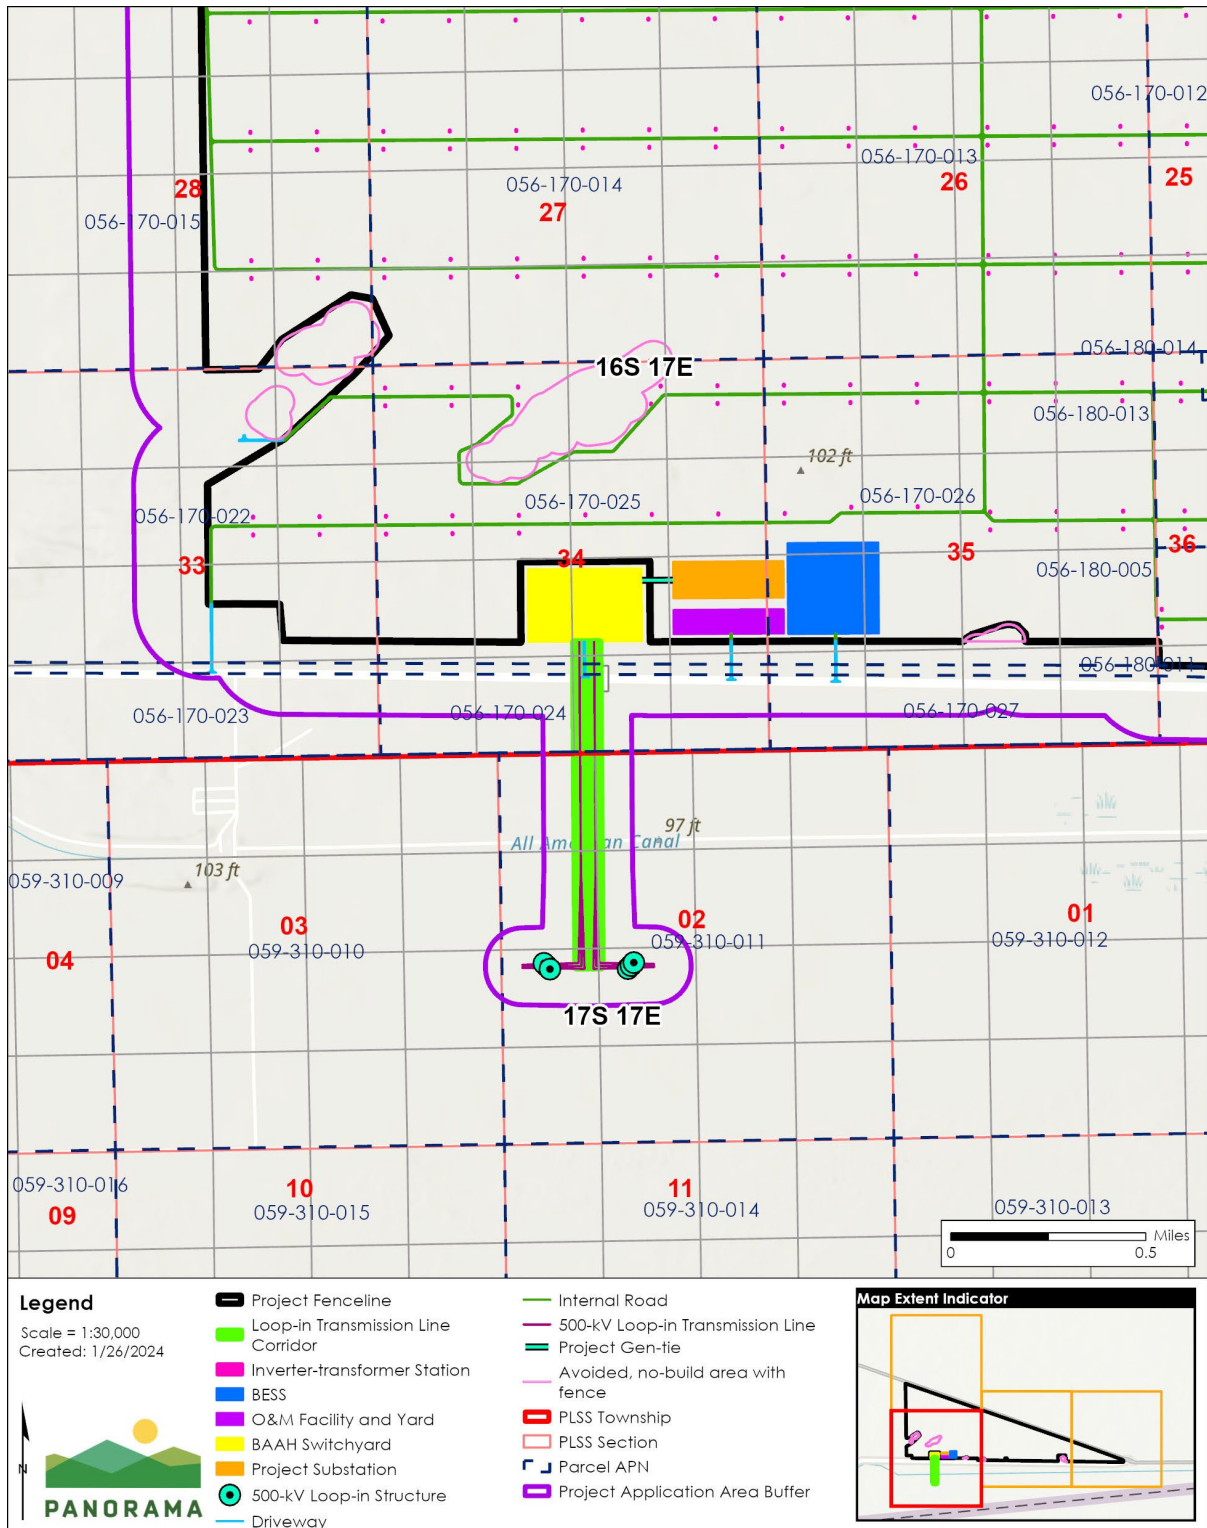 056-170-012
056-170-013
28
056-170-014
26
25
27
056-170-015
16S 17E
056-180-014
056-180-013
102 ft
056-170-025
056-170-026
056-170-022
33
34
35
36
056-180-005
056-180-011
056-170-023
056-170-024
056-170-027
97 ft
All American Canal
103 ft
059-310-009
03
02
01
059-310-010
059-310-011
059-310-012
04
17S 17E
059-310-016
10
11
09
059-310-015
059-310-014
059-310-013
Miles
0
0.5
Legend
Scale = 1:30,000
Created: 1/26/2024
N
PANORAMA
Project Fenceline
Loop-in Transmission Line
Corridor
Inverter-transformer Station
BESS
O&M Facility and Yard
BAAH Switchyard
Project Substation
500-kV Loop-in Structure
Driveway
Internal Road
500-kV Loop-in Transmission Line
Project Gen-tie
Avoided, no-build area with
fence
PLSS Township
PLSS Section
Parcel APN
Project Application Area Buffer
Map Extent Indicator